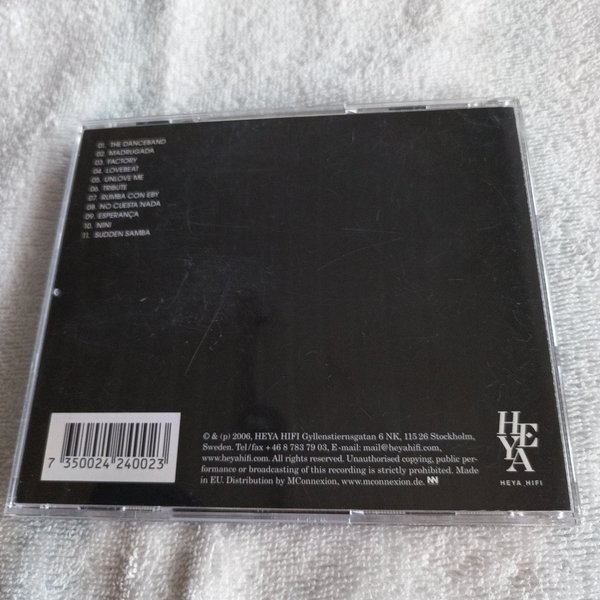 01. THE DANCEBAND
02. MADRUGADA
03. FACTORY
04. LOVEBEAT
05. UNLOVE ME
06. TRIBUTE
07. RUMBA CON EBY
08. NO CUESTA NADA
09. ESPERANÇA
10. NINI
11. SUDDEN SAMBA
7 350024 240023
© & (p) 2006, HEYA HIFI Gyllenstiernsgatan 6 NK, 115 26 Stockholm,
Sweden. Tel/fax +46 8 783 79 03, E-mail: mail@heyahifi.com,
www.heyahifi.com. All rights reserved. Unauthorised copying, public per-
formance or broadcasting of this recording is strictly prohibited. Made
in EU. Distribution by MConnexion, www.mconnexion.de.
HEYA
HEYA HIFI